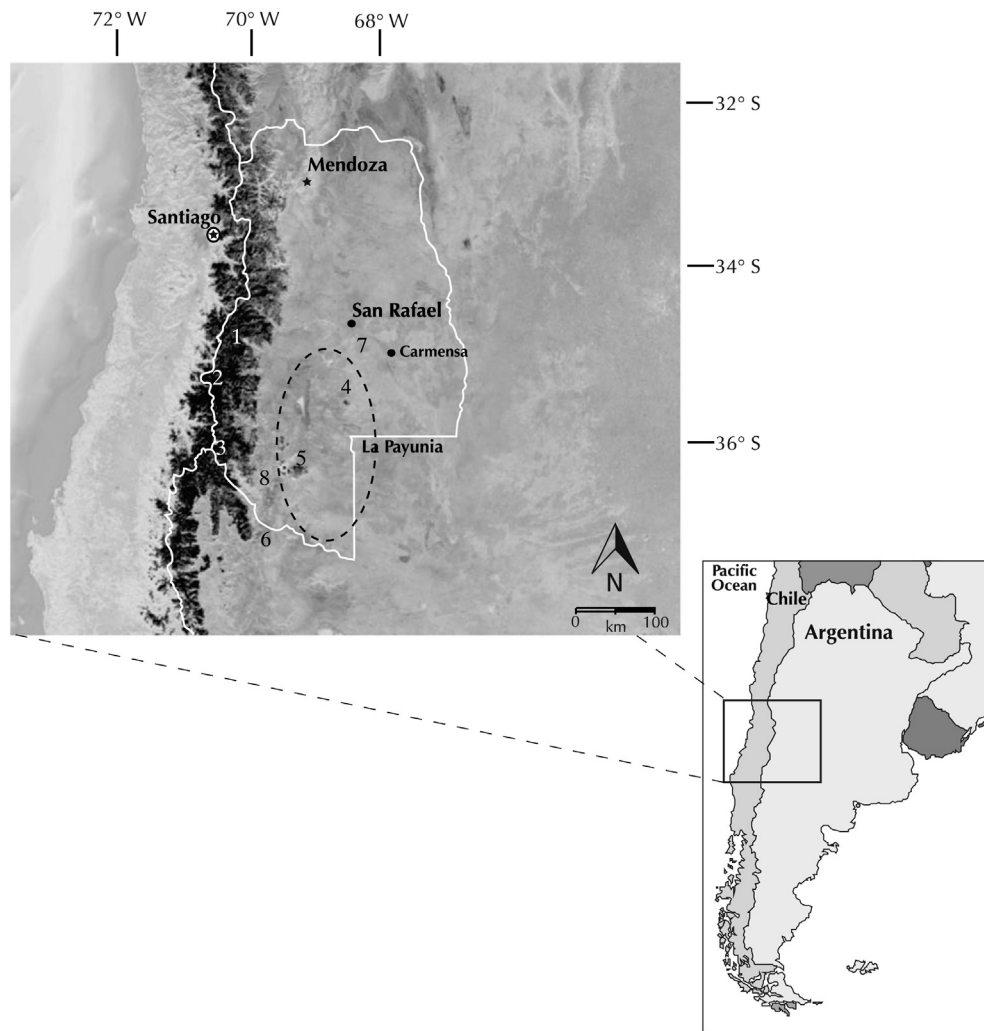 72° W 70° W 68° W
32° S
Mendoza
Santiago
34° S
San Rafael
1
7
Carmensa
2
4
36° S
3
La Payunia
5
8
6
N
0 100
km
Pacific
Ocean
Chile
Argentina